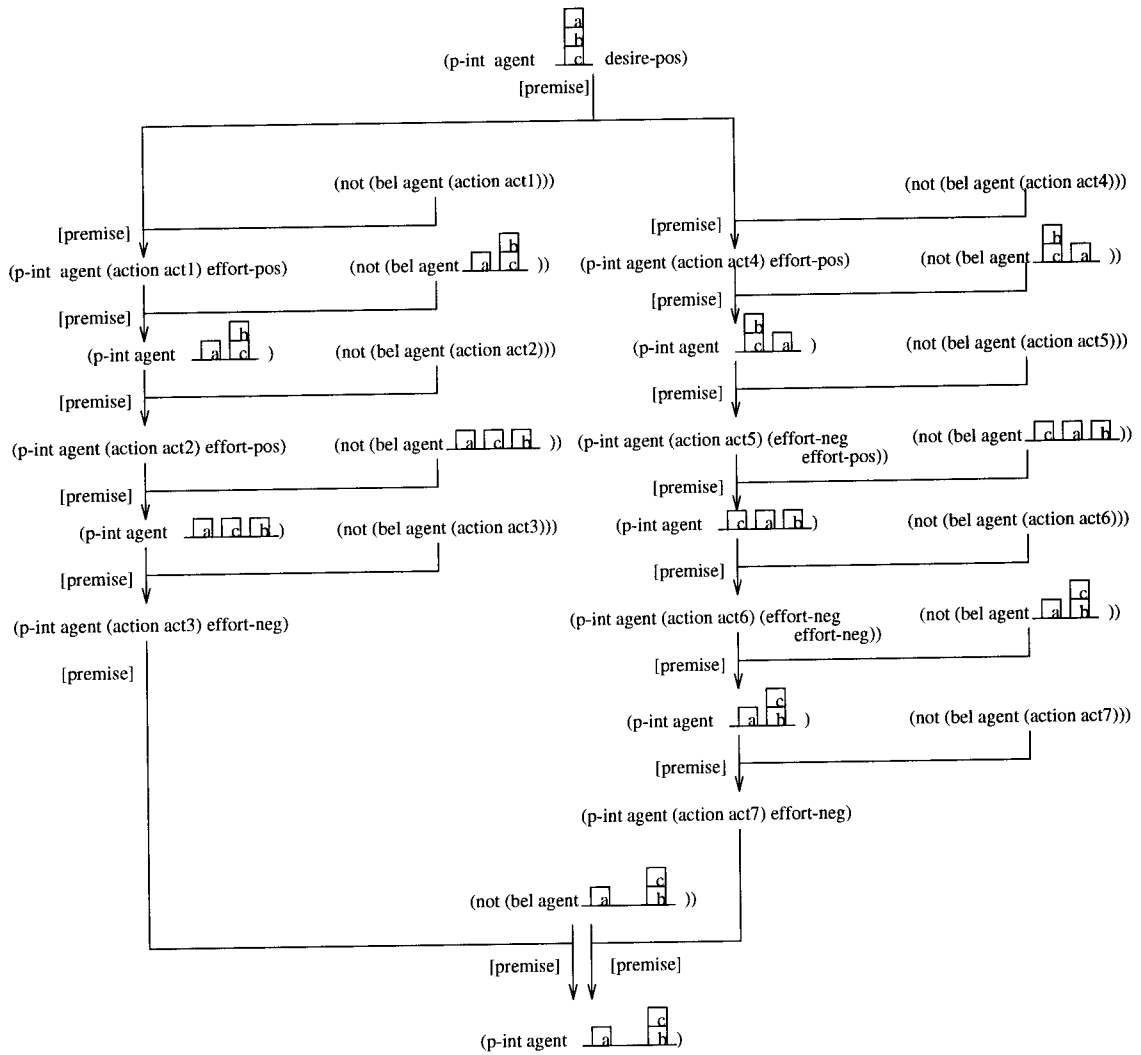 a
b
(p-int agent c desire-pos)
[premise]
(not (bel agent (action act1)))
(not (bel agent (action act4)))
[premise]
[premise]
b
b
(p-int agent (action act1) effort-pos)
(not (bel agent a c ))
(p-int agent (action act4) effort-pos)
(not (bel agent c a ))
[premise]
[premise]
b
b
(p-int agent a c )
(not (bel agent (action act2)))
(p-int agent c a )
(not (bel agent (action act5)))
[premise]
[premise]
(p-int agent (action act2) effort-pos)
(not (bel agent a c b ))
(p-int agent (action act5) (effort-neg
effort-pos))
(not (bel agent c a b ))
[premise]
[premise]
(p-int agent a c b )
(not (bel agent (action act3)))
(p-int agent c a b )
(not (bel agent (action act6)))
[premise]
[premise]
c
(p-int agent (action act3) effort-neg)
(p-int agent (action act6) (effort-neg
effort-neg))
(not (bel agent a b ))
[premise]
[premise]
c
(p-int agent a b )
(not (bel agent (action act7)))
[premise]
(p-int agent (action act7) effort-neg)
c
(not (bel agent a b ))
[premise]
[premise]
c
(p-int agent a b )